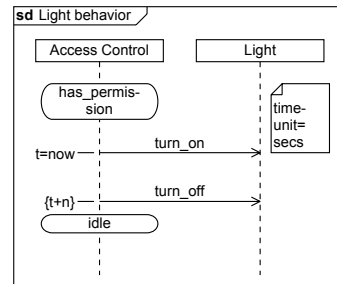 sd Light behavior
Access Control
Light
has_permis-
sion
time-
unit=
secs
turn_on
t=now
turn_off
{t+n}
idle